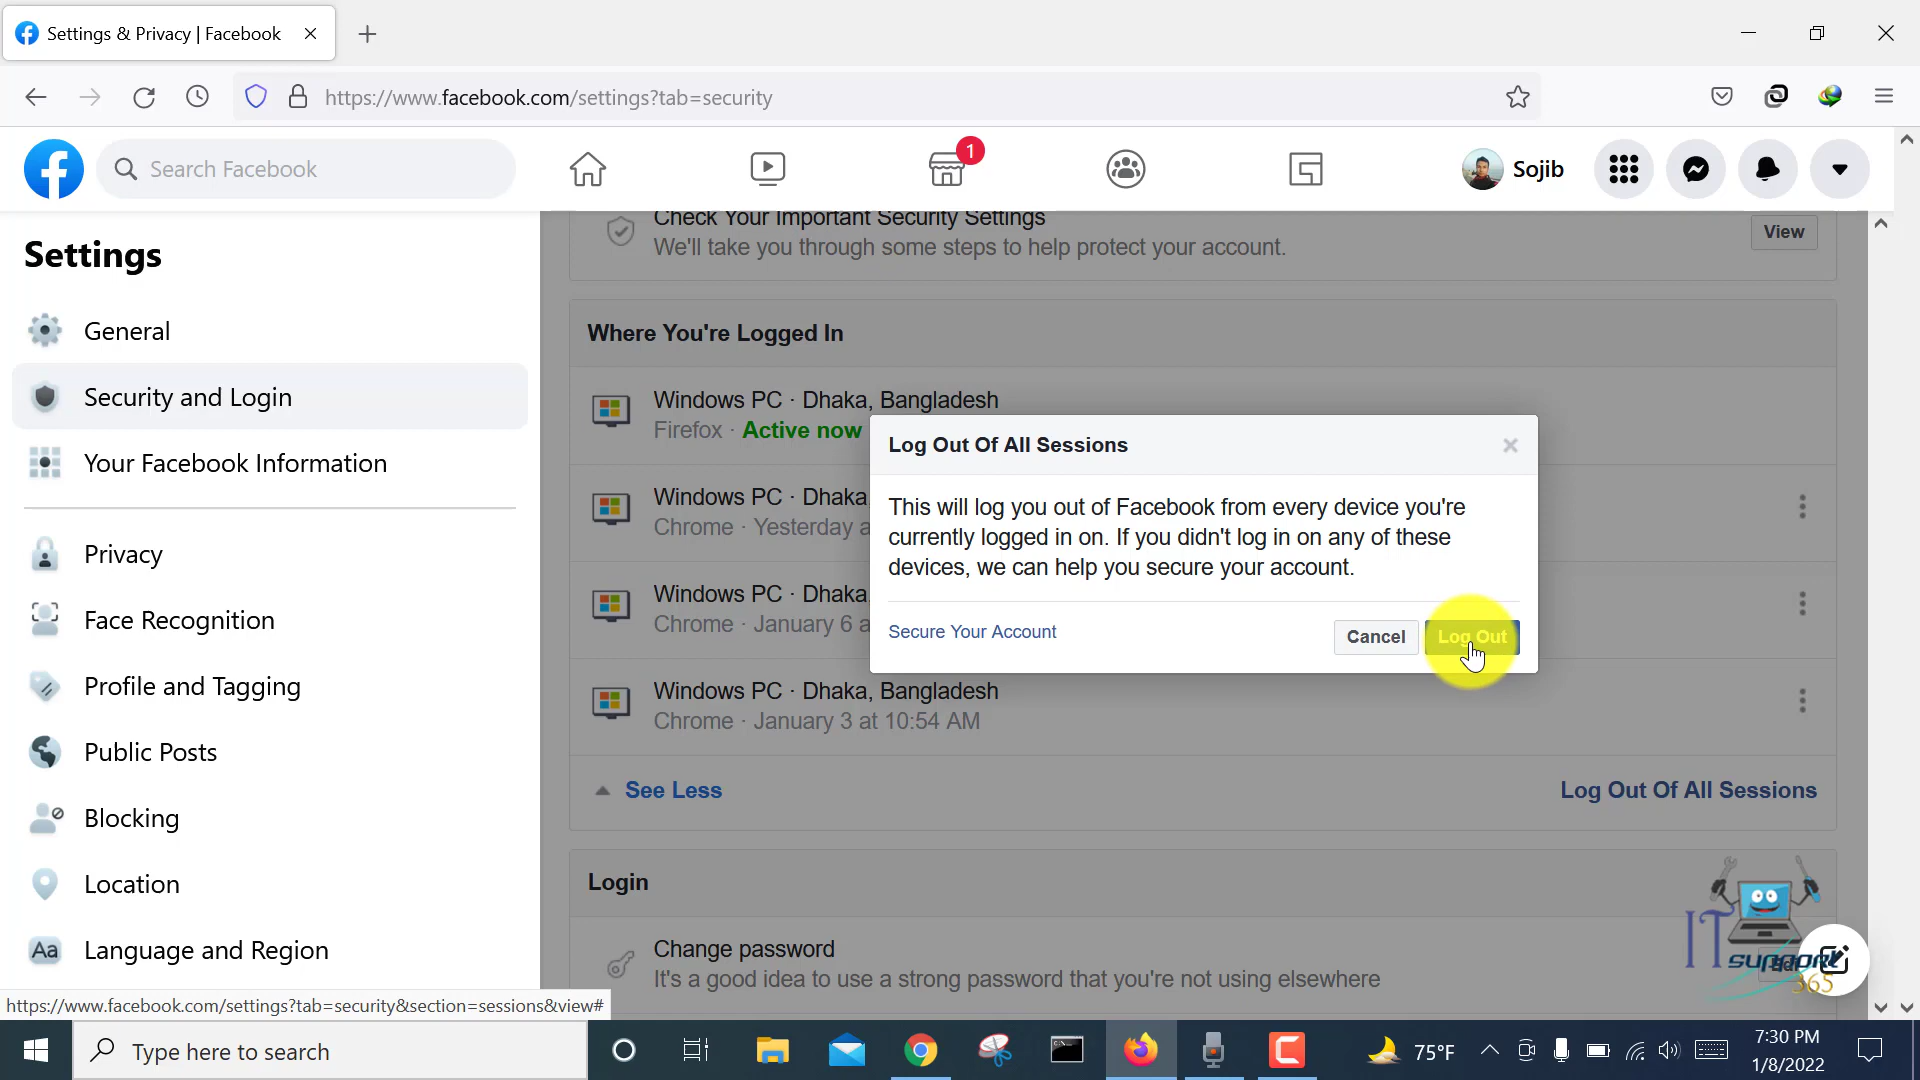 Settings & Privacy | Facebook
https://www.facebook.com/settings?tab=security
Search Facebook
1
Sojib
Settings
General
Security and Login
Your Facebook Information
Privacy
Face Recognition
Profile and Tagging
Public Posts
Blocking
Location
Aa
Language and Region
Check Your Important Security Settings
We'll take you through some steps to help protect your account.
View
Where You're Logged In
Windows PC · Dhaka, Bangladesh
Firefox · Active now
Windows PC · Dhaka
Chrome · Yesterday a
Windows PC · Dhaka
Chrome · January 6 a
Windows PC · Dhaka, Bangladesh
Chrome · January 3 at 10:54 AM
See Less
Log Out Of All Sessions
Log Out Of All Sessions
This will log you out of Facebook from every device you're
currently logged in on. If you didn't log in on any of these
devices, we can help you secure your account.
Secure Your Account
Cancel
Log Out
Login
Change password
It's a good idea to use a strong password that you're not using elsewhere
IT support
365
https://www.facebook.com/settings?tab=security&section=sessions&view#
Type here to search
75°F
7:30 PM
1/8/2022